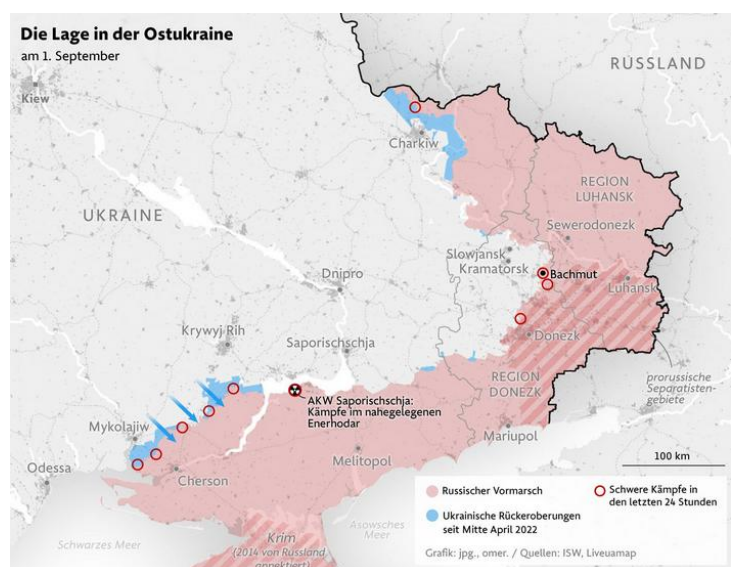 Die Lage in der Ostukraine
am 1. September
Kiew
RUSSLAND
Charkiw
UKRAINE
REGION
LUHANSK
Sewerodonezk
Slowjansk
Kramatorsk
Bachmut
Luhansk
Dnipro
Krywyj Rih
Saporischschja
Donezk
AKW Saporischschja:
Kämpfe im nahegelegenen
Enerhodar
REGION
DONEZK
prorussische
Separatisten-
gebiete
Mykolajiw
Mariupol
Odessa
Cherson
Melitopol
100 km
Schwarzes Meer
Krim
(2014 von Russland
annektiert)
Asowsches
Meer
Russischer Vormarsch
Ukrainische Rückeroberungen
seit Mitte April 2022
Schwere Kämpfe in
den letzten 24 Stunden
Grafik: jpg., omer. / Quellen: ISW, Liveuamap